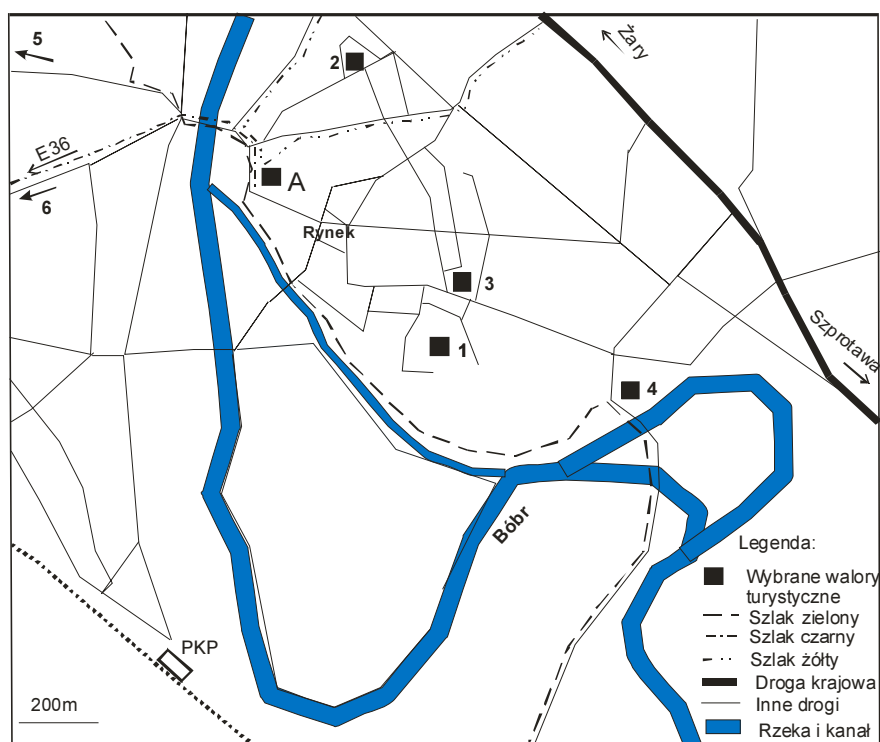 5
2
Żary
E36
6
A
Rynek
3
1
Szprotawa
4
Bóbr
Legenda:
Wybrane walory
turystyczne
Szlak zielony
Szlak czarny
Szlak żółty
Droga krajowa
Inne drogi
Rzeka i kanał
PKP
200m